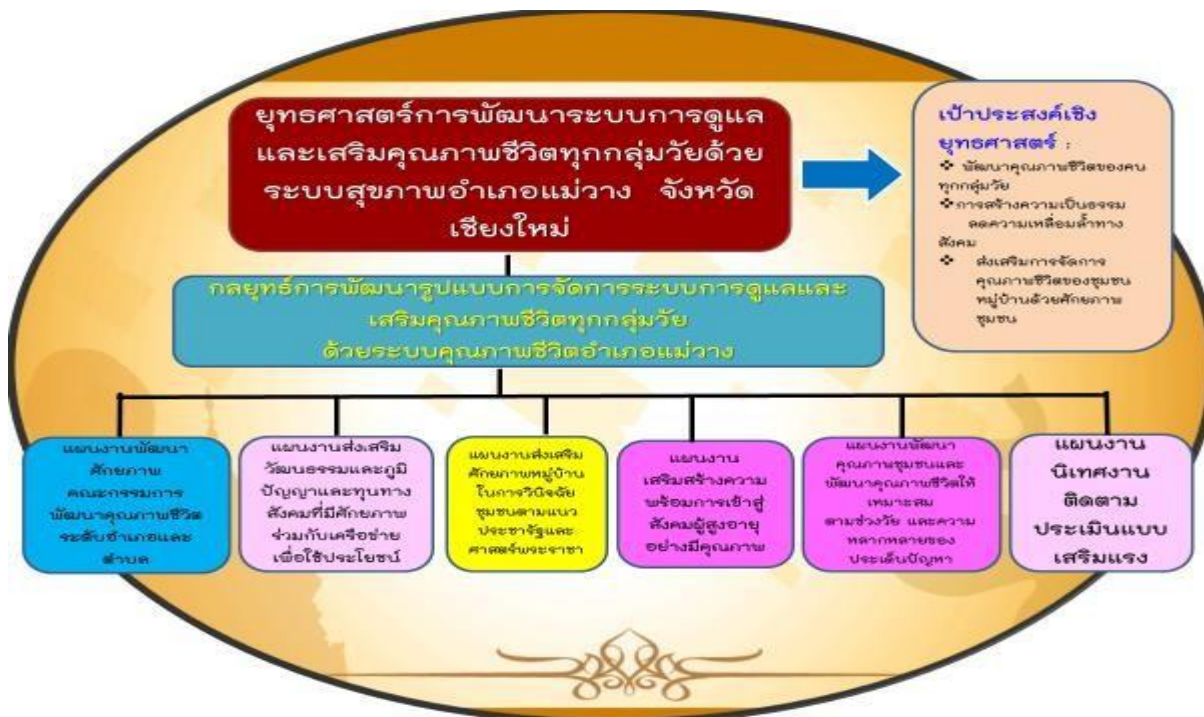 ยุทธศาสตร์การพัฒนาระบบการดูแล
และเสริมคุณภาพชีวิตทุกกลุ่มวัยด้วย
ระบบสุขภาพอำเภอแม่วาง จังหวัด
เชียงใหม่
เป้าประสงค์เชิง
ยุทธศาสตร์ :
❖ พัฒนาคุณภาพชีวิตของคน
ทุกกลุ่มวัย
❖การสร้างความเป็นธรรม
ลดความเหลื่อมล้ำทาง
สังคม
❖ ส่งเสริมการจัดการ
คุณภาพชีวิตของชุมชน
หมู่บ้านด้วยศักยภาพ
ชุมชน
กลยุทธ์การพัฒนารูปแบบการจัดการระบบการดูแลและ
เสริมคุณภาพชีวิตทุกกลุ่มวัย
ด้วยระบบคุณภาพชีวิตอำเภอแม่วาง
แผนงานพัฒนา
ศักยภาพ
คณะกรรมการ
พัฒนาคุณภาพชีวิต
ระดับอำเภอและ
ตำบล
แผนงานส่งเสริม
วัฒนธรรมและภูมิ
ปัญญาและทุนทาง
สังคมที่มีศักยภาพ
ร่วมกับเครือข่าย
เพื่อใช้ประโยชน์
แผนงานส่งเสริม
ศักยภาพหมู่บ้าน
ในการวินิจฉัย
ชุมชนตามแนว
ประชารัฐและ
ศาสตร์พระราชา
แผนงาน
เสริมสร้างความ
พร้อมการเข้าสู่
สังคมผู้สูงอายุ
อย่างมีคุณภาพ
แผนงานพัฒนา
คุณภาพชุมชนและ
พัฒนาคุณภาพชีวิตให้
เหมาะสม
ตามช่วงวัย และความ
หลากหลายของ
ประเด็นปัญหา
แผนงาน
นิเทศงาน
ติดตาม
ประเมินแบบ
เสริมแรง